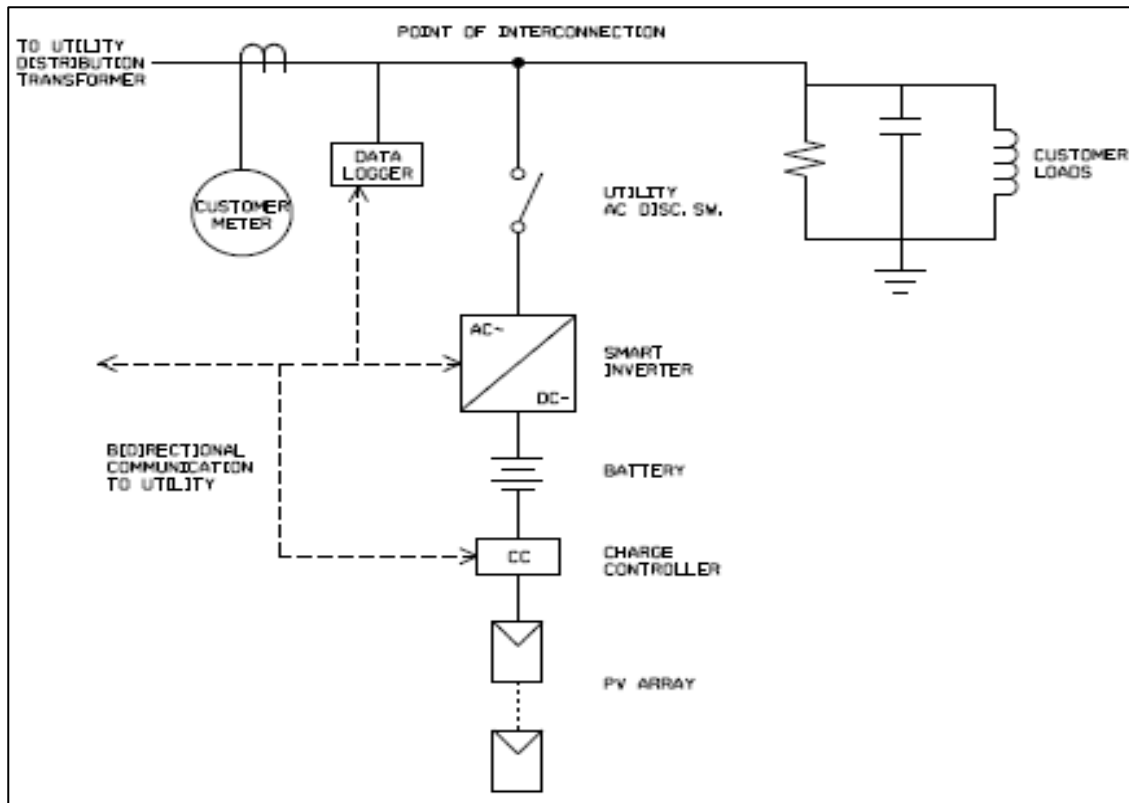 POINT OF INTERCONNECTION
TO UTILITY
DISTRIBUTION
TRANSFORMER
DATA
LOGGER
CUSTOMER
METER
CUSTOMER
LOADS
UTILITY
AC DISC. SW.
AC~
DC-
SMART
INVERTER
BIDIRECTIONAL
COMMUNICATION
TO UTILITY
BATTERY
CC
CHARGE
CONTROLLER
PV ARRAY